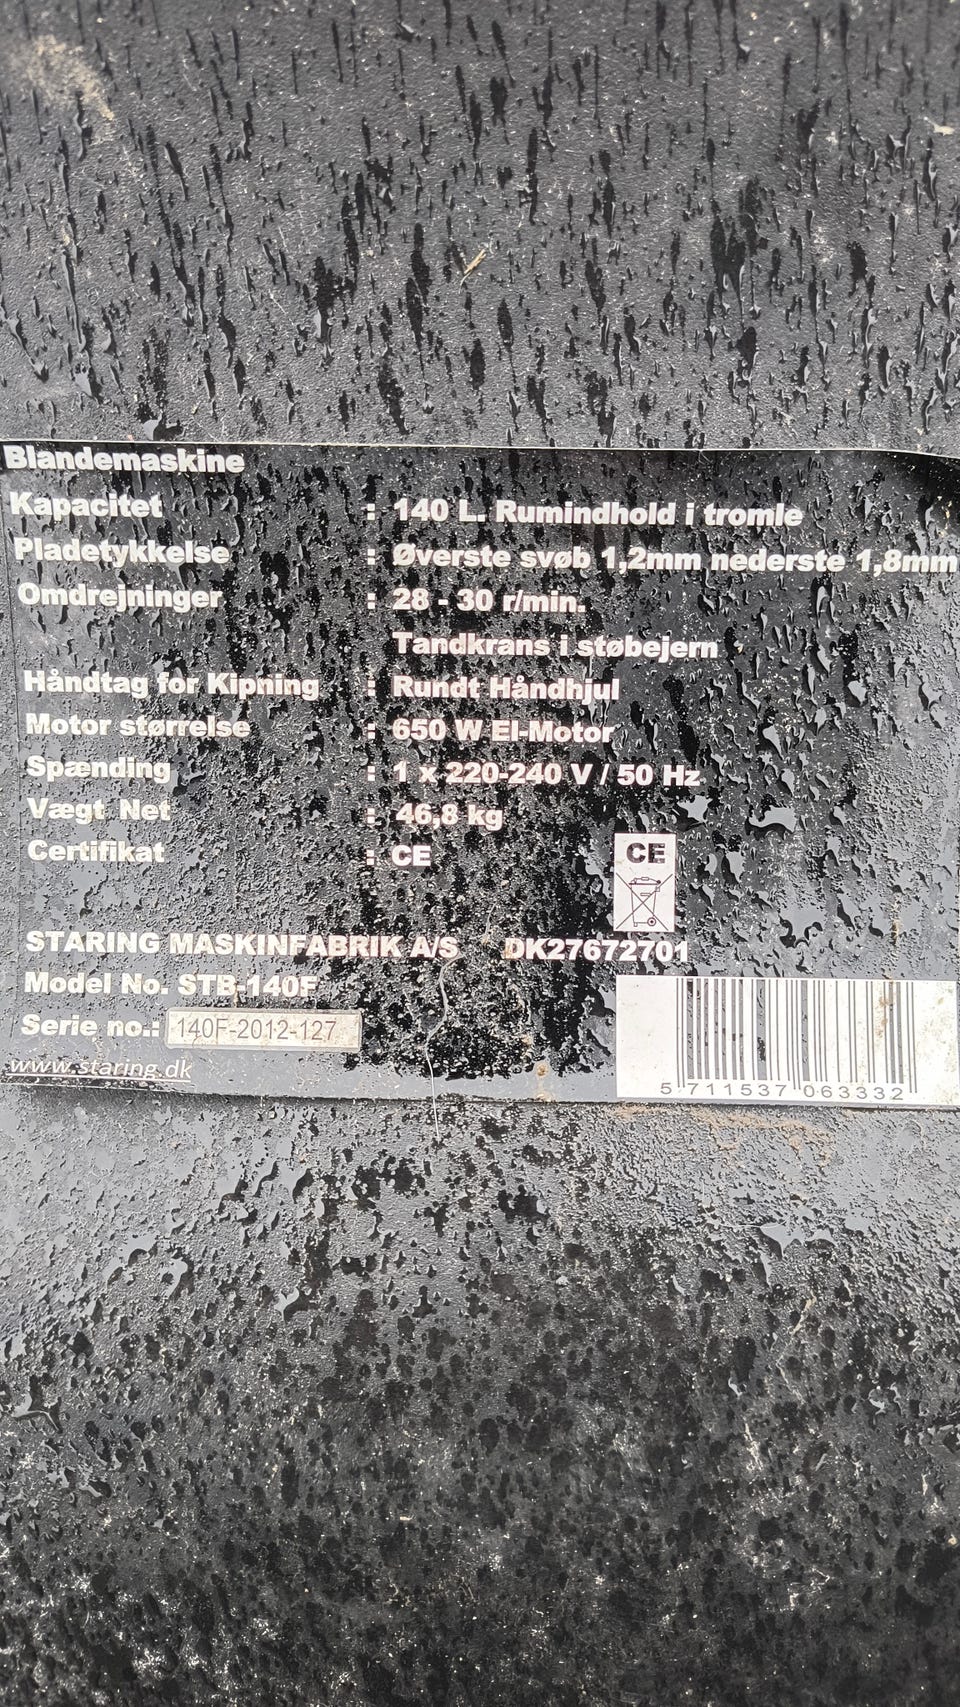 Blandemaskine
Kapacitet : 140 L. Rumindhold i tromle
Pladetykkelse : Øverste svøb 1,2mm nederste 1,8mm
Omdrejninger : 28 - 30 r/min.
Tandkrans i støbejern
Håndtag for Kipning : Rundt Håndhjul
Motor størrelse : 650 W El-Motor
Spænding : 1 x 220-240 V / 50 Hz
Vægt Net : 46,8 kg
Certifikat : CE
CE
STARING MASKINFABRIK A/S DK27672701
Model No. STB-140F
Serie no.: 140F-2012-127
www.staring.dk
5 711537 063332